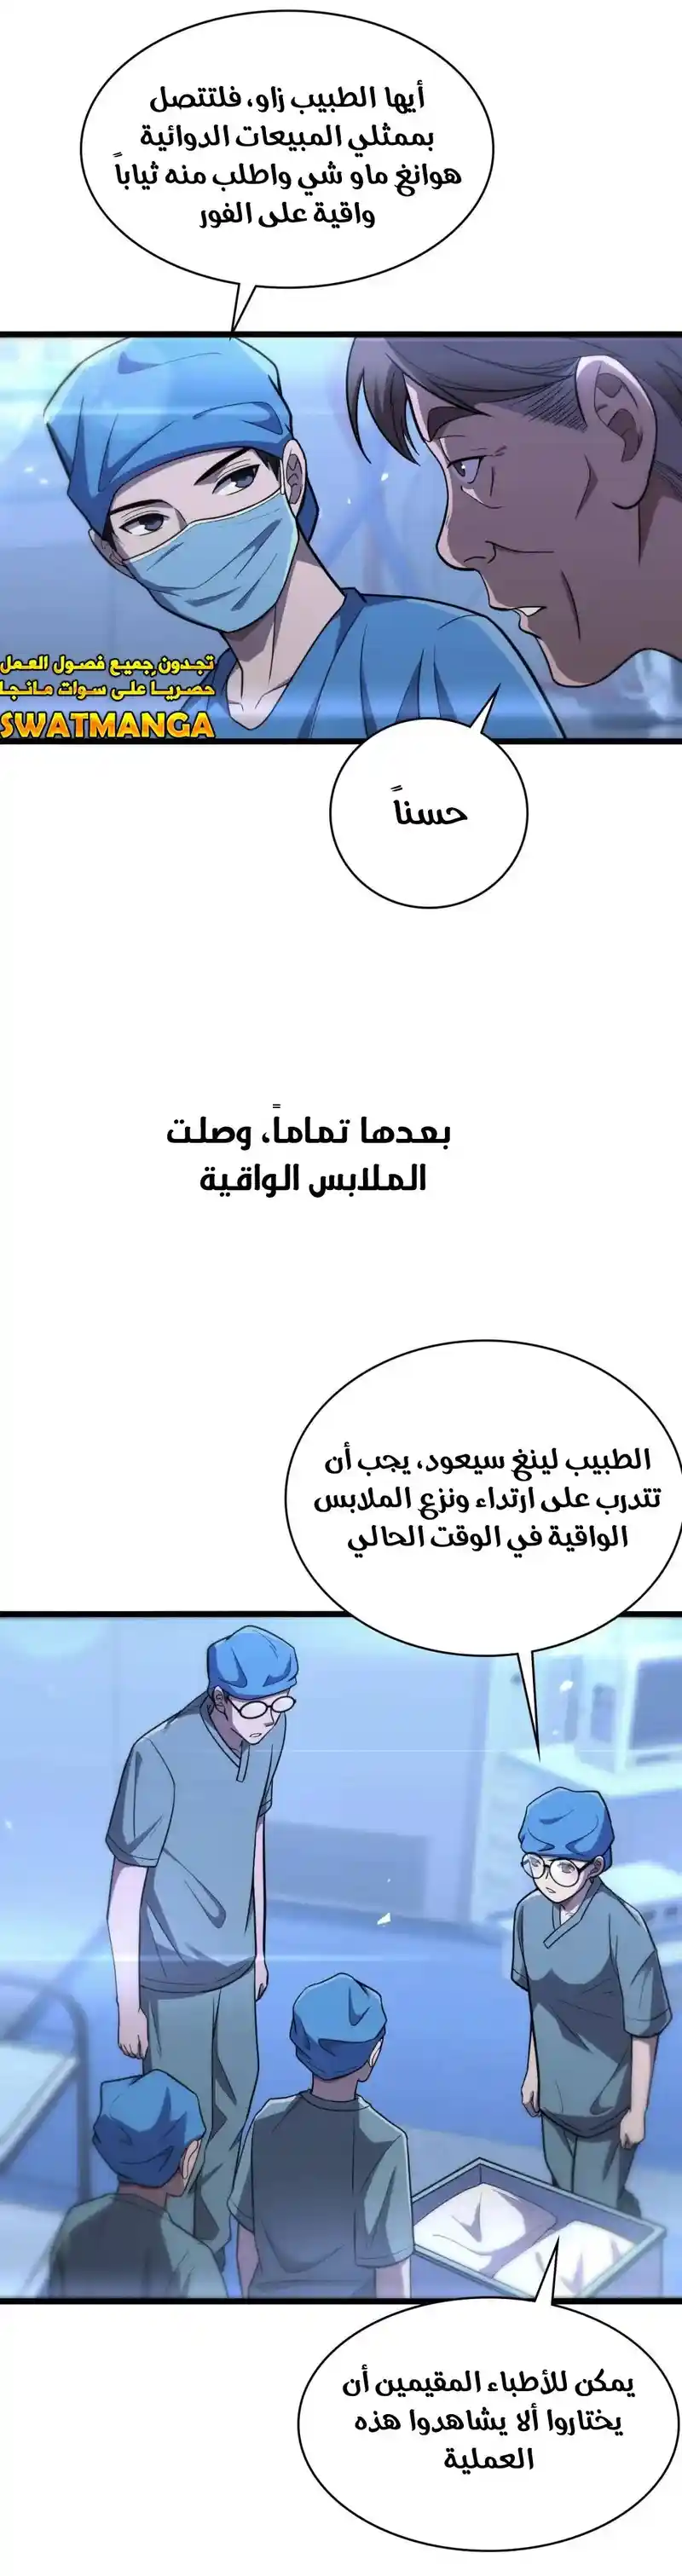 أيها الطبيب زاو، فلتتصل
بممثلي المبيعات الدوائية
هوانغ ماو شي واطلب منه ثياباً
واقية على الفور
تجدون جميع فصول العمل
حصرياً على سوات مانجا
SWATMANGA
حسناً
بعدها تماماً، وصلت
الملابس الواقية
الطبيب لينغ سيعود، يجب أن
تتدرب على ارتداء ونزع الملابس
الواقية في الوقت الحالي
يمكن للأطباء المقيمين أن
يختاروا ألا يشاهدوا هذه
العملية